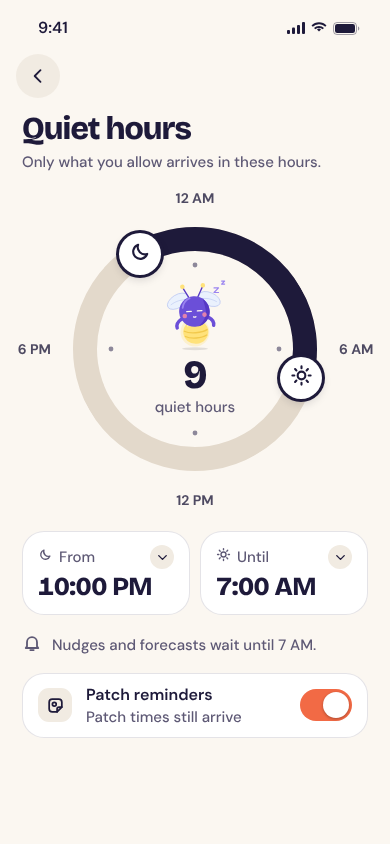 9:41
Quiet hours
Only what you allow arrives in these hours.
12 AM
z z
6 PM
6 AM
9
quiet hours
12 PM
From
10:00 PM
Until
7:00 AM
Nudges and forecasts wait until 7 AM.
Patch reminders
Patch times still arrive